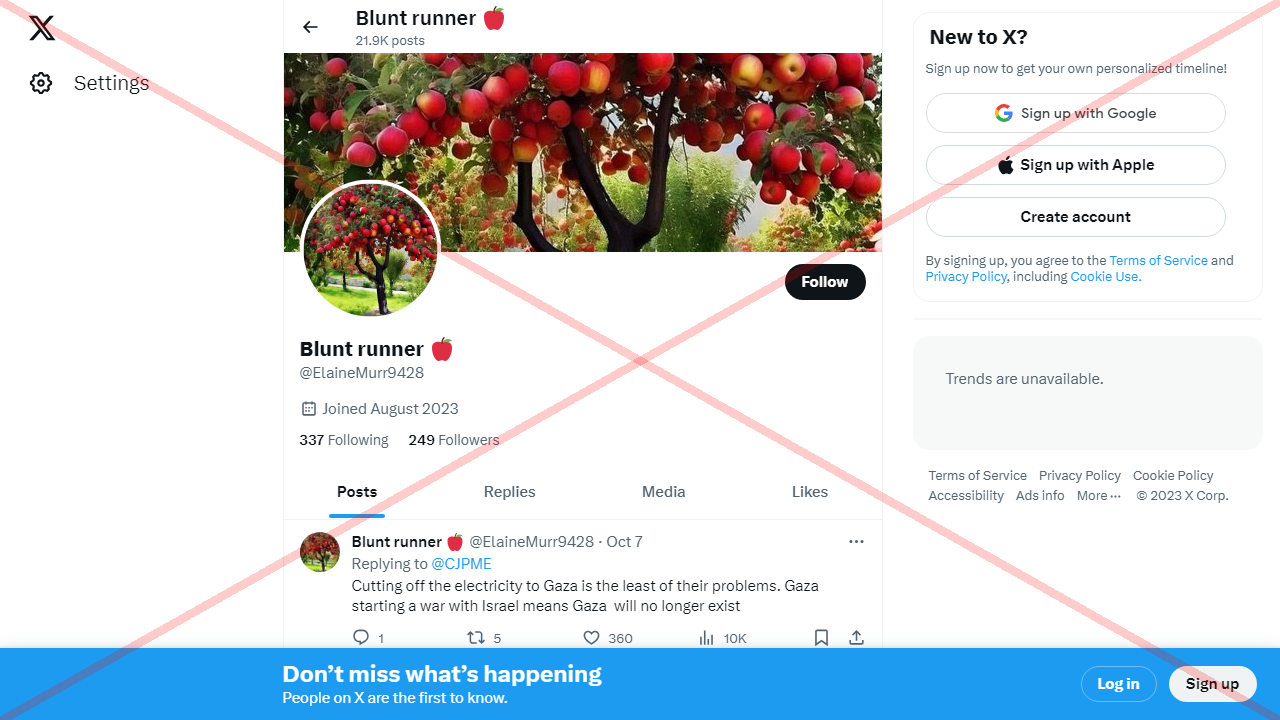 Blunt runner 🍎
21.9K posts
Settings
Follow
Blunt runner 🍎
@ElaineMurr9428
Joined August 2023
337 Following 249 Followers
Posts Replies Media Likes
Blunt runner 🍎 @ElaineMurr9428 · Oct 7
Replying to @CJPME
Cutting off the electricity to Gaza is the least of their problems. Gaza
starting a war with Israel means Gaza will no longer exist
1 5 360 10K
New to X?
Sign up now to get your own personalized timeline!
Sign up with Google
Sign up with Apple
Create account
By signing up, you agree to the Terms of Service and
Privacy Policy, including Cookie Use.
Trends are unavailable.
Terms of Service Privacy Policy Cookie Policy
Accessibility Ads info More ··· © 2023 X Corp.
Don’t miss what’s happening
People on X are the first to know.
Log in Sign up